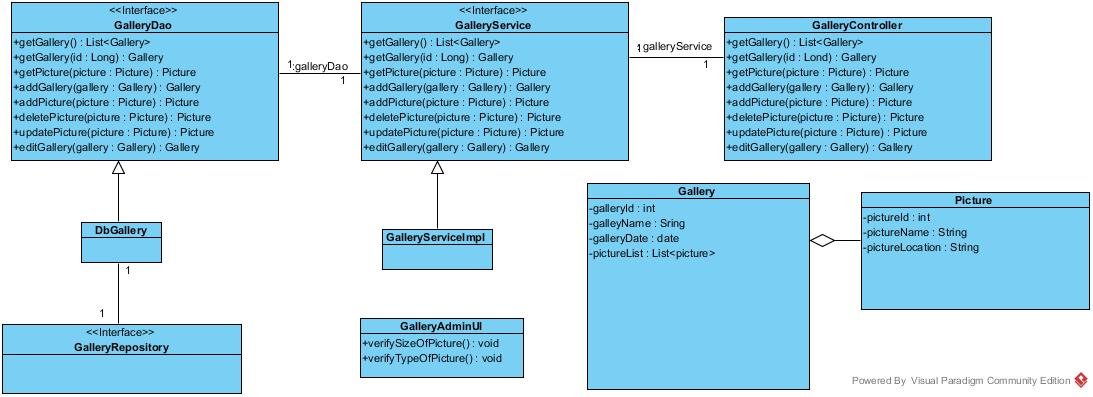 <<Interface>>
GalleryDao
+getGallery() : List<Gallery>
+getGallery(id : Long) : Gallery
+getPicture(picture : Picture) : Picture
+addGallery(gallery : Gallery) : Gallery
+addPicture(picture : Picture) : Picture
+deletePicture(picture : Picture) : Picture
+updatePicture(picture : Picture) : Picture
+editGallery(gallery : Gallery) : Gallery
1
:galleryDao
1
<<Interface>>
GalleryService
+getGallery() : List<Gallery>
+getGallery(id : Long) : Gallery
+getPicture(picture : Picture) : Picture
+addGallery(gallery : Gallery) : Gallery
+addPicture(picture : Picture) : Picture
+deletePicture(picture : Picture) : Picture
+updatePicture(picture : Picture) : Picture
+editGallery(gallery : Gallery) : Gallery
1
:galleryService
1
GalleryController
+getGallery() : List<Gallery>
+getGallery(id : Lond) : Gallery
+getPicture(picture : Picture) : Picture
+addGallery(gallery : Gallery) : Gallery
+addPicture(picture : Picture) : Picture
+deletePicture(picture : Picture) : Picture
+updatePicture(picture : Picture) : Picture
+editGallery(gallery : Gallery) : Gallery
DbGallery
1
1
<<Interface>>
GalleryRepository
GalleryServiceImpl
GalleryAdminUI
+verifySizeOfPicture() : void
+verifyTypeOfPicture() : void
Gallery
-galleryId : int
-galleyName : Sring
-galleryDate : date
-pictureList : List<picture>
Picture
-pictureId : int
-pictureName : String
-pictureLocation : String
Powered By Visual Paradigm Community Edition